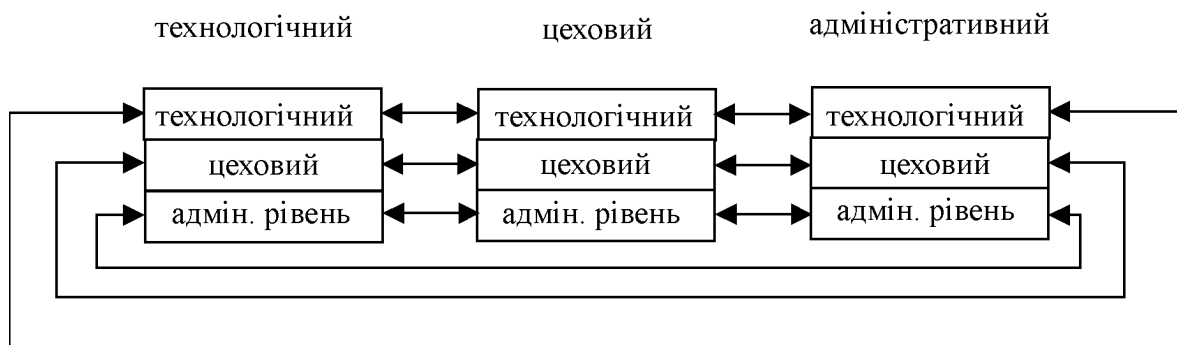 технологічний цеховий адміністративний
технологічний технологічний технологічний
цеховий цеховий цеховий
адмін. рівень адмін. рівень адмін. рівень